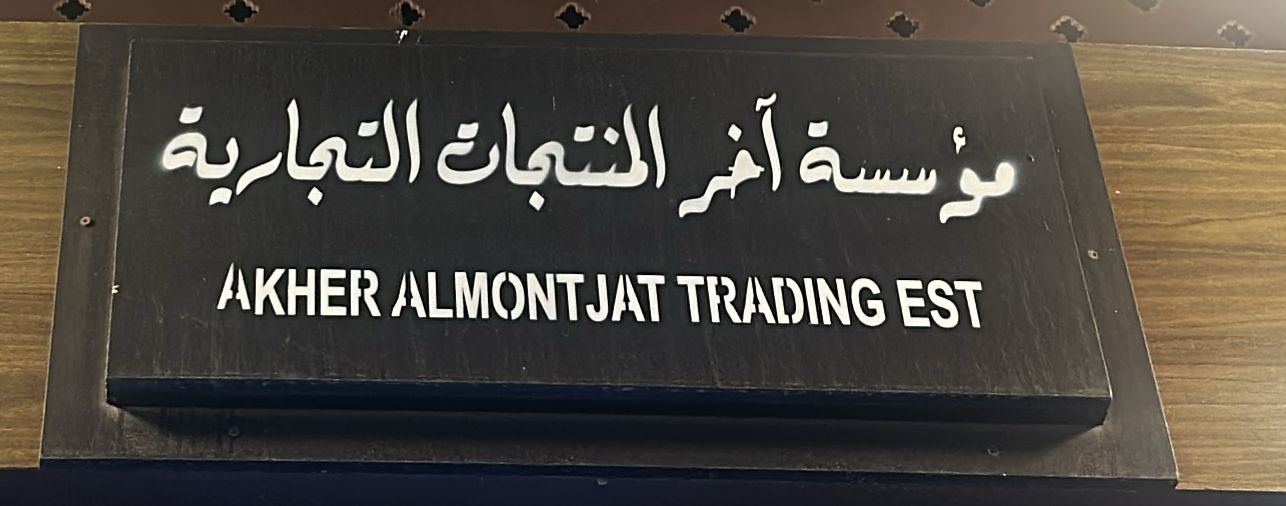 مؤسسة آخر المنتجات التجارية
AKHER ALMONTJAT TRADING EST